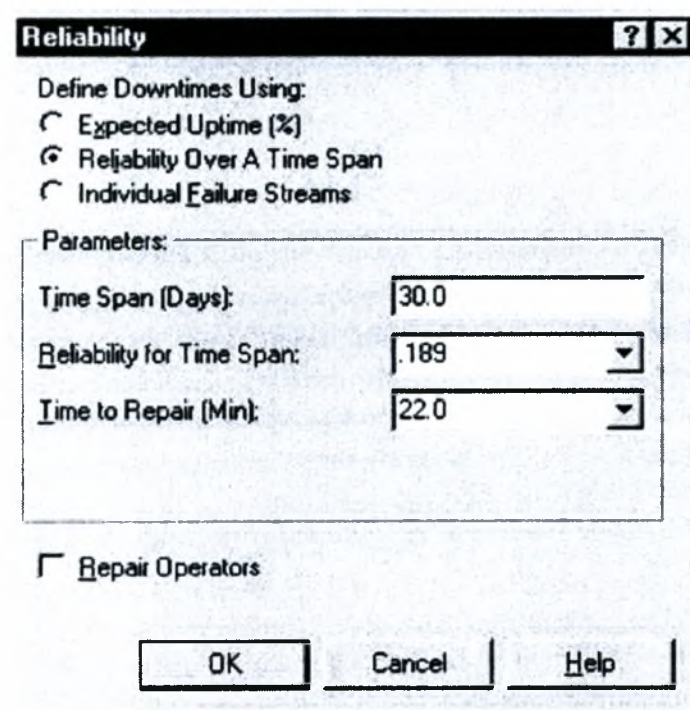 Reliability
Define Downtimes Using:
Expected Uptime (%)
Reliability Over A Time Span
Individual Failure Streams
Parameters:
Time Span (Days): 30.0
Reliability for Time Span: .189
Time to Repair (Min): 22.0
Repair Operators
OK Cancel Help